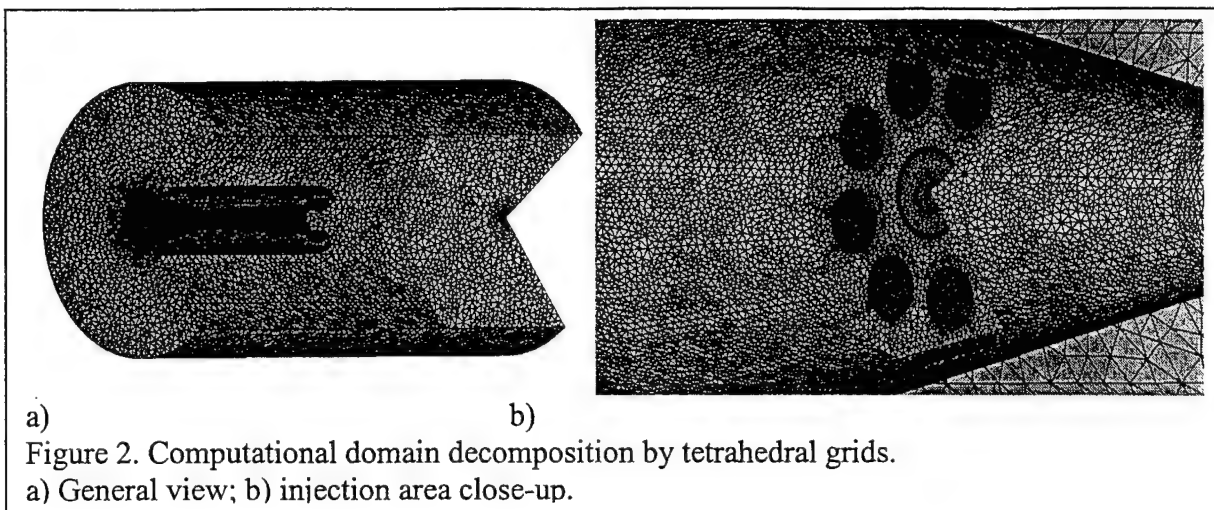 a) b)
Figure 2. Computational domain decomposition by tetrahedral grids.
a) General view; b) injection area close-up.